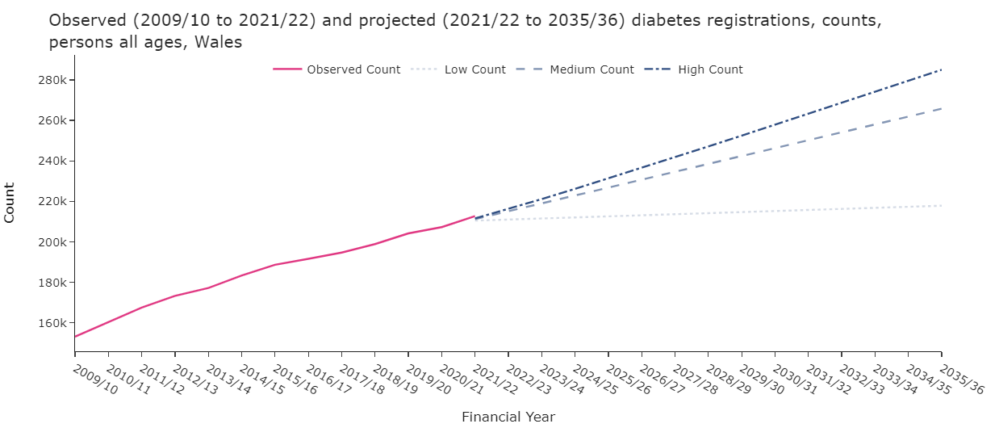 Observed (2009/10 to 2021/22) and projected (2021/22 to 2035/36) diabetes registrations, counts,
persons all ages, Wales
Observed Count Low Count Medium Count High Count
280k
260k
240k
220k
200k
180k
160k
Count
2009/10 2010/11 2011/12 2012/13 2013/14 2014/15 2015/16 2016/17 2017/18 2018/19 2019/20 2020/21 2021/22 2022/23 2023/24 2024/25 2025/26 2026/27 2027/28 2028/29 2029/30 2030/31 2031/32 2032/33 2033/34 2034/35 2035/36
Financial Year